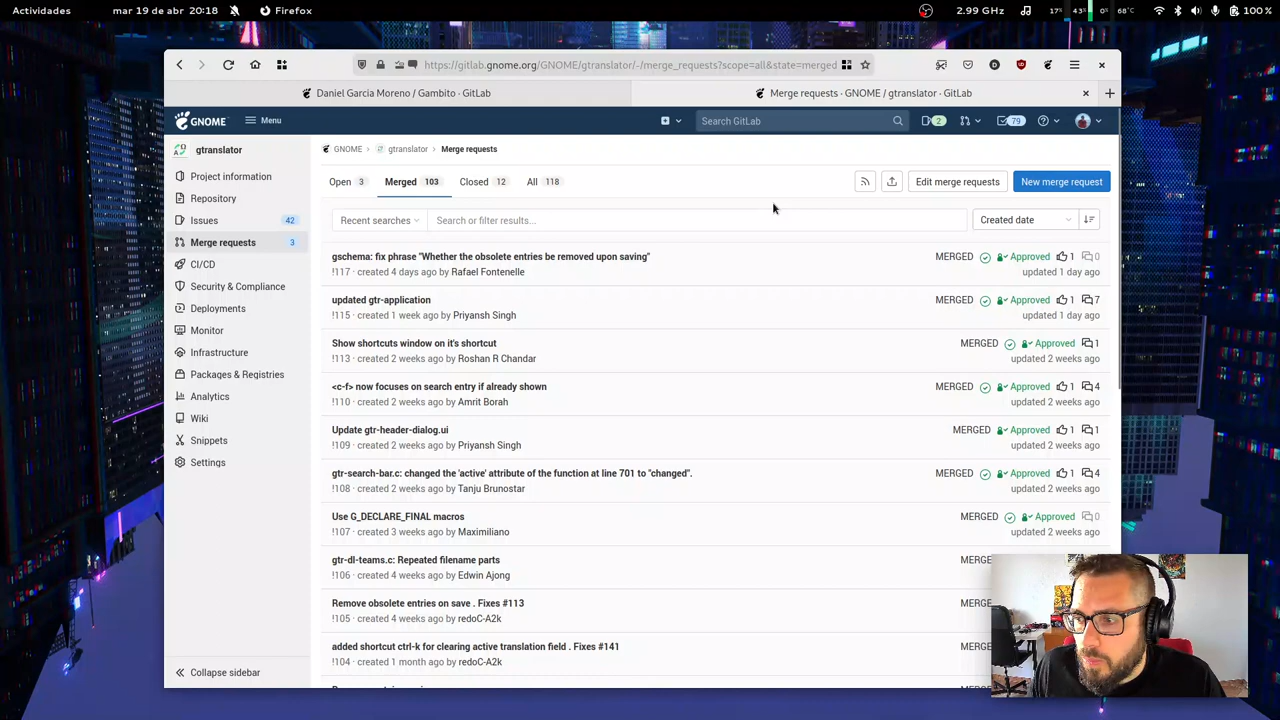 Actividades mar 19 de abr 20:18 Firefox 2.99 GHz 17% 43% 0% 68°C 100 %
https://gitlab.gnome.org/GNOME/gtranslator/-/merge_requests?scope=all&state=merged
Daniel Garcia Moreno / Gambito · GitLab Merge requests · GNOME / gtranslator · GitLab
GNOME Menu Search GitLab 2 79
gtranslator
Project information
Repository
Issues 42
Merge requests 3
CI/CD
Security & Compliance
Deployments
Monitor
Infrastructure
Packages & Registries
Analytics
Wiki
Snippets
Settings
Collapse sidebar
GNOME gtranslator Merge requests
Open 3 Merged 103 Closed 12 All 118 Edit merge requests New merge request
Recent searches Search or filter results... Created date
gschema: fix phrase "Whether the obsolete entries be removed upon saving" MERGED Approved 1 0
!117 · created 4 days ago by Rafael Fontenelle updated 1 day ago
updated gtr-application MERGED Approved 1 7
!115 · created 1 week ago by Priyansh Singh updated 1 day ago
Show shortcuts window on it's shortcut MERGED Approved 1
!113 · created 2 weeks ago by Roshan R Chandar updated 2 weeks ago
<c-f> now focuses on search entry if already shown MERGED Approved 1 4
!110 · created 2 weeks ago by Amrit Borah updated 2 weeks ago
Update gtr-header-dialog.ui MERGED Approved 1 1
!109 · created 2 weeks ago by Priyansh Singh updated 2 weeks ago
gtr-search-bar.c: changed the 'active' attribute of the function at line 701 to "changed". MERGED Approved 1 4
!108 · created 2 weeks ago by Tanju Brunostar updated 2 weeks ago
Use G_DECLARE_FINAL macros MERGED Approved 0
!107 · created 3 weeks ago by Maximiliano updated 2 weeks ago
gtr-dl-teams.c: Repeated filename parts MERGE
!106 · created 4 weeks ago by Edwin Ajong
Remove obsolete entries on save . Fixes #113 MERGE
!105 · created 4 weeks ago by redoC-A2k
added shortcut ctrl-k for clearing active translation field . Fixes #141 MERGE
!104 · created 1 month ago by redoC-A2k